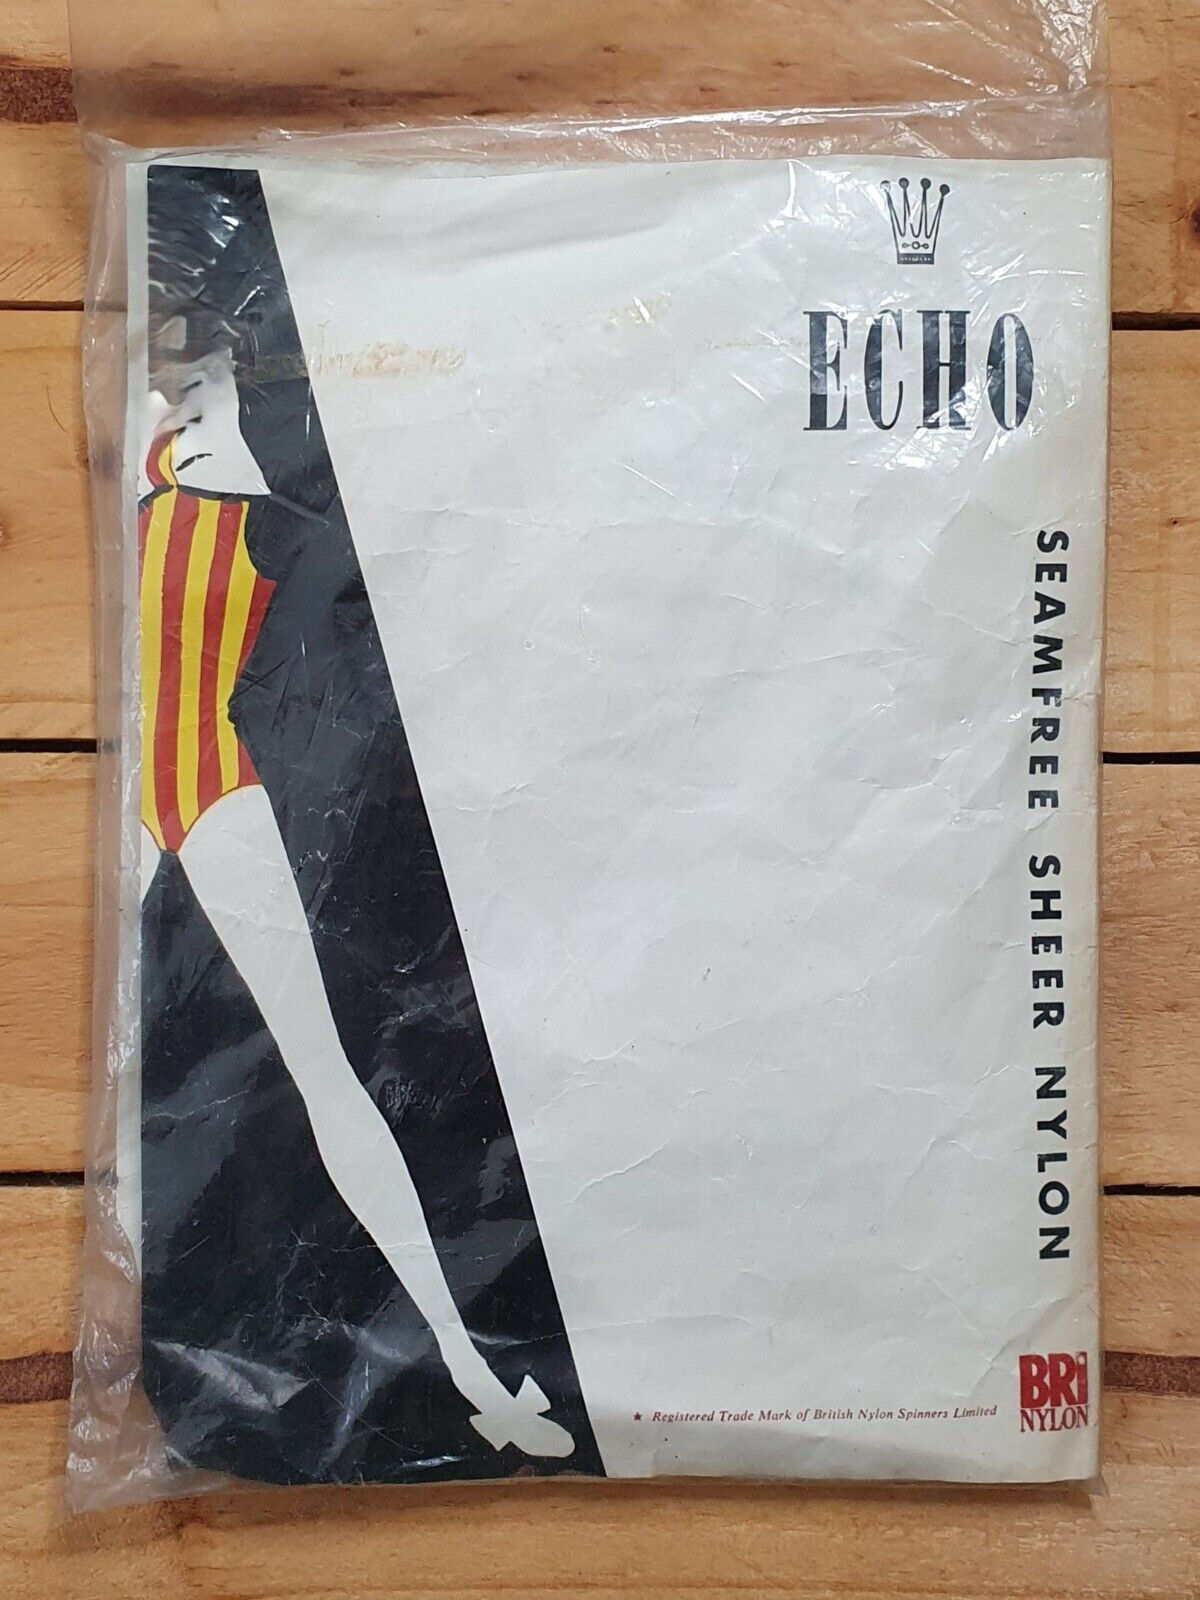 ECHO
SEAMFREE SHEER NYLON
★ Registered Trade Mark of British Nylon Spinners Limited
BRi
NYLON